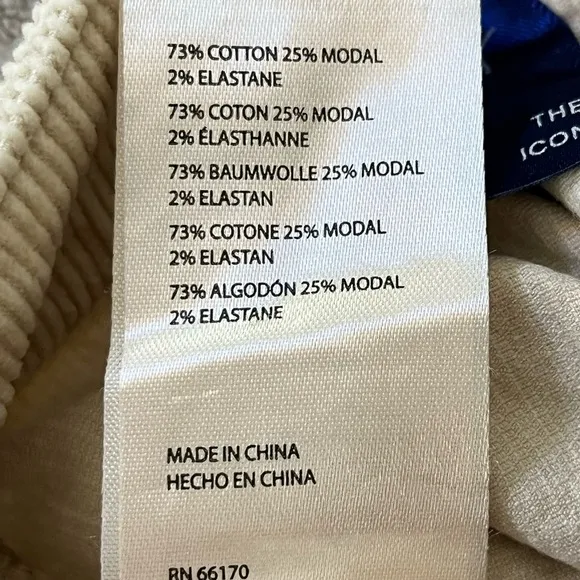 73% COTTON 25% MODAL
2% ELASTANE
73% COTON 25% MODAL
2% ÉLASTHANNE
73% BAUMWOLLE 25% MODAL
2% ELASTAN
73% COTONE 25% MODAL
2% ELASTAN
73% ALGODÓN 25% MODAL
2% ELASTANE
MADE IN CHINA
HECHO EN CHINA
RN 66170
THE
ICON